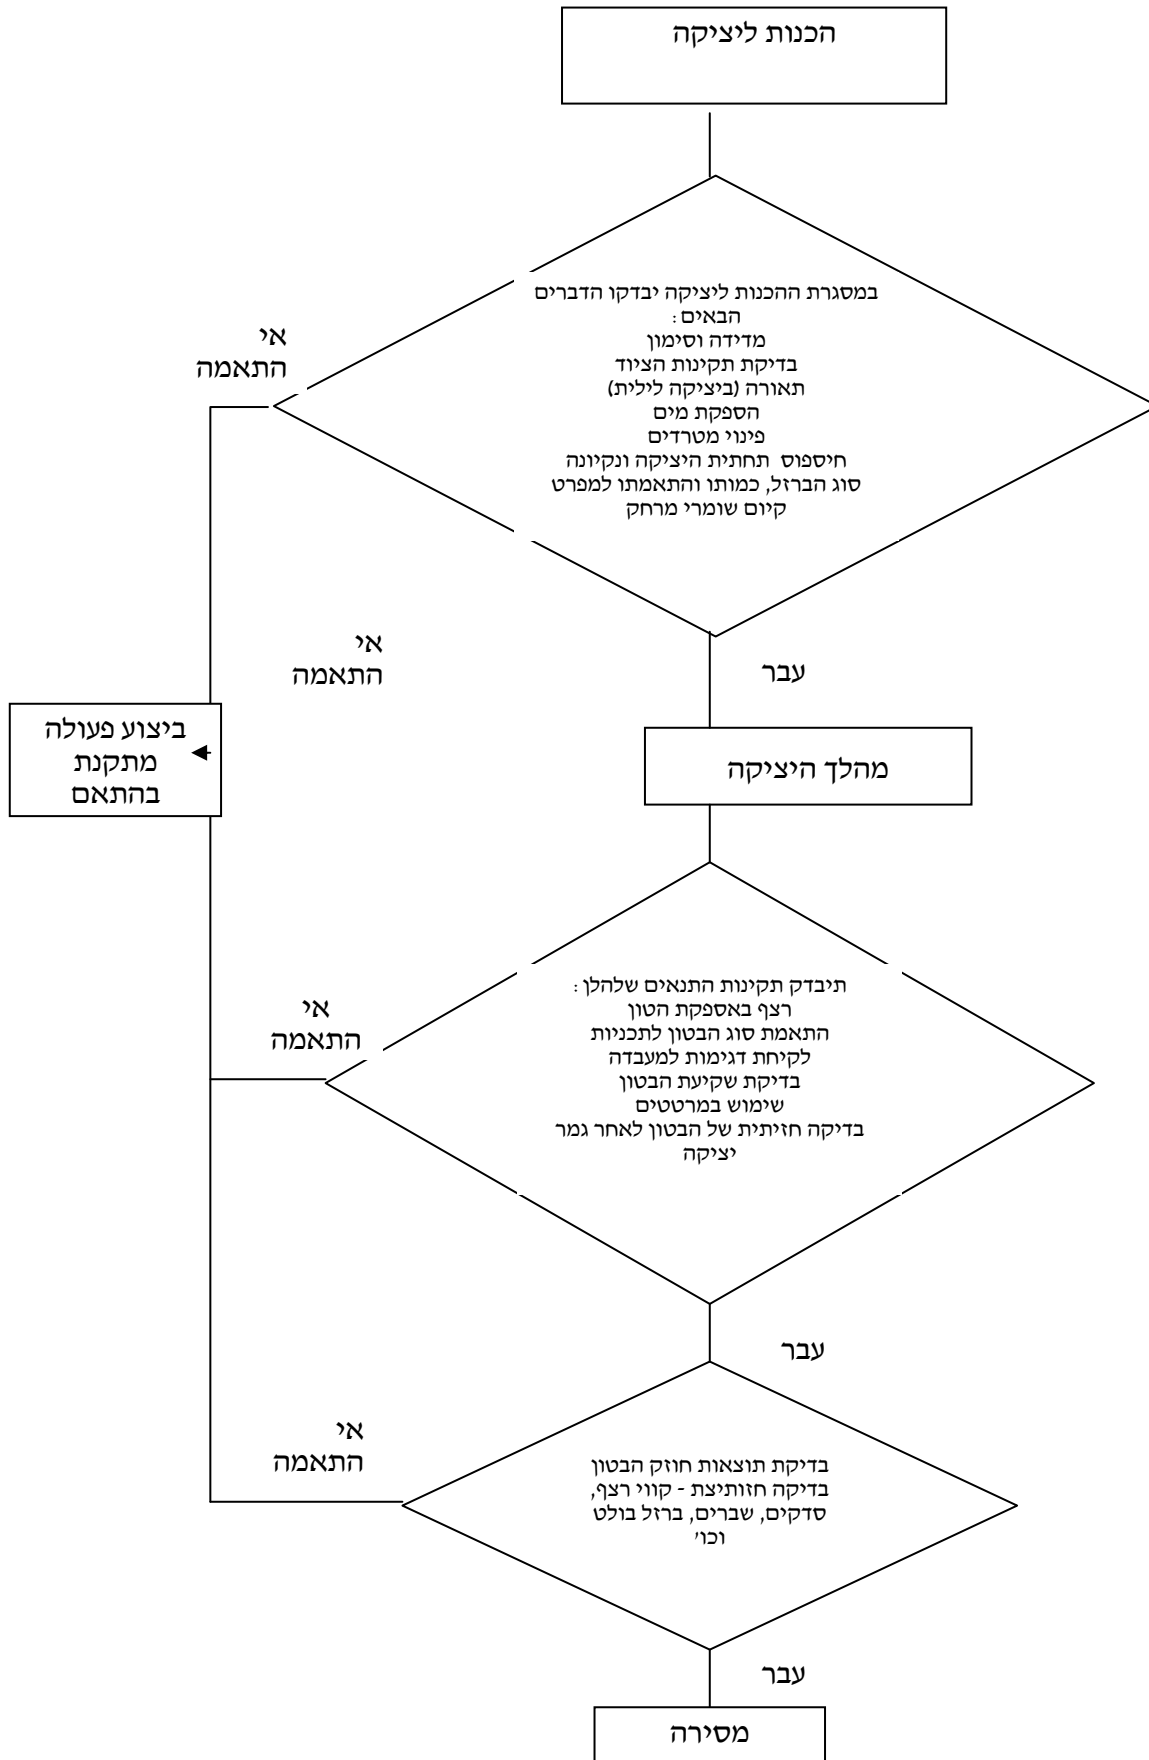 הכנות ליציקה
במסגרת ההכנות ליציקה יבדקו הדברים
הבאים:
מדידה וסימון
בדיקת תקינות הציוד
תאורה (ביציקה לילית)
הספקת מים
פינוי מטרדים
חיספוס תחתית היציקה ונקיונה
סוג הברזל, כמותו והתאמתו למפרט
קיום שומרי מרחק
אי
התאמה
אי
התאמה
עבר
ביצוע פעולה
מתקנת
בהתאם
מהלך היציקה
תיבדק תקינות התנאים שלהלן:
רצף באספקת הטון
התאמת סוג הבטון לתכניות
לקיחת דגימות למעבדה
בדיקת שקיעת הבטון
שימוש במרטטים
בדיקה חזיתית של הבטון לאחר גמר
יציקה
אי
התאמה
עבר
אי
התאמה
בדיקת תוצאות חוזק הבטון
בדיקה חזותיצת - קווי רצף,
סדקים, שברים, ברזל בולט
וכו'
עבר
מסירה